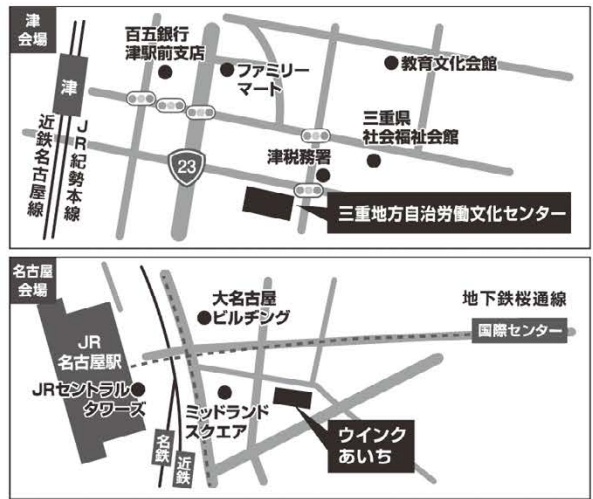 津
会場
百五銀行
津駅前支店
ファミリー
マート
教育文化会館
津
三重県
社会福祉会館
津税務署
JR紀勢本線
近鉄名古屋線
23
三重地方自治労働文化センター
名古屋
会場
大名古屋
ビルヂング
地下鉄桜通線
国際センター
JR
名古屋駅
JRセントラル
タワーズ
ミッドランド
スクエア
ウインク
あいち
名鉄
近鉄